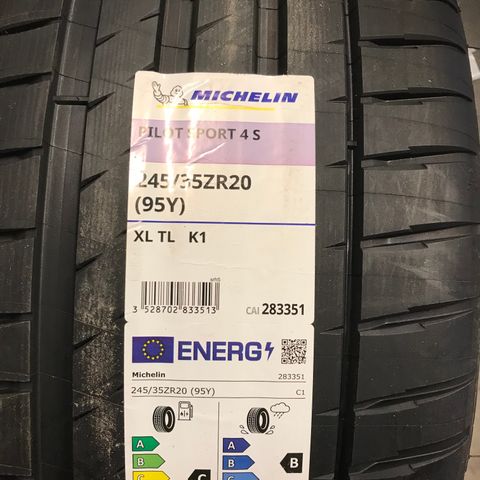 MICHELIN
PILOT SPORT 4 S
245/35ZR20
(95Y)
XL TL K1
MVS
3 528702 833513
CAI 283351
ENERG
Michelin 283351
245/35ZR20 (95Y) C1
A A
B B B
C C C